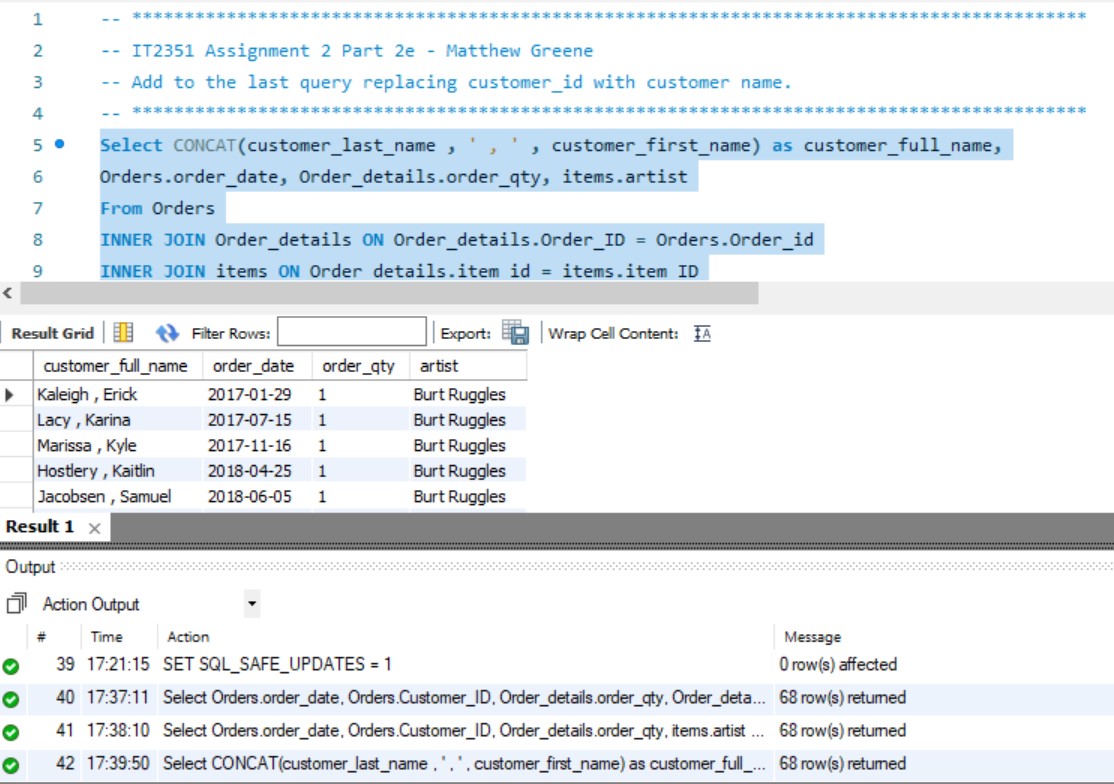 1 -- *******************************************************************************************
2 -- IT2351 Assignment 2 Part 2e - Matthew Greene
3 -- Add to the last query replacing customer_id with customer name.
4 -- *******************************************************************************************
5 Select CONCAT(customer_last_name , ' , ' , customer_first_name) as customer_full_name,
6 Orders.order_date, Order_details.order_qty, items.artist
7 From Orders
8 INNER JOIN Order_details ON Order_details.Order_ID = Orders.Order_id
9 INNER JOIN items ON Order_details.item_id = items.item_ID
Result Grid Filter Rows: Export: Wrap Cell Content:
customer_full_name order_date order_qty artist
Kaleigh , Erick 2017-01-29 1 Burt Ruggles
Lacy , Karina 2017-07-15 1 Burt Ruggles
Marissa , Kyle 2017-11-16 1 Burt Ruggles
Hostlery , Kaitlin 2018-04-25 1 Burt Ruggles
Jacobsen , Samuel 2018-06-05 1 Burt Ruggles
Result 1 ×
Output
Action Output
# Time Action Message
39 17:21:15 SET SQL_SAFE_UPDATES = 1 0 row(s) affected
40 17:37:11 Select Orders.order_date, Orders.Customer_ID, Order_details.order_qty, Order_deta... 68 row(s) returned
41 17:38:10 Select Orders.order_date, Orders.Customer_ID, Order_details.order_qty, items.artist ... 68 row(s) returned
42 17:39:50 Select CONCAT(customer_last_name , ' , ' , customer_first_name) as customer_full_... 68 row(s) returned